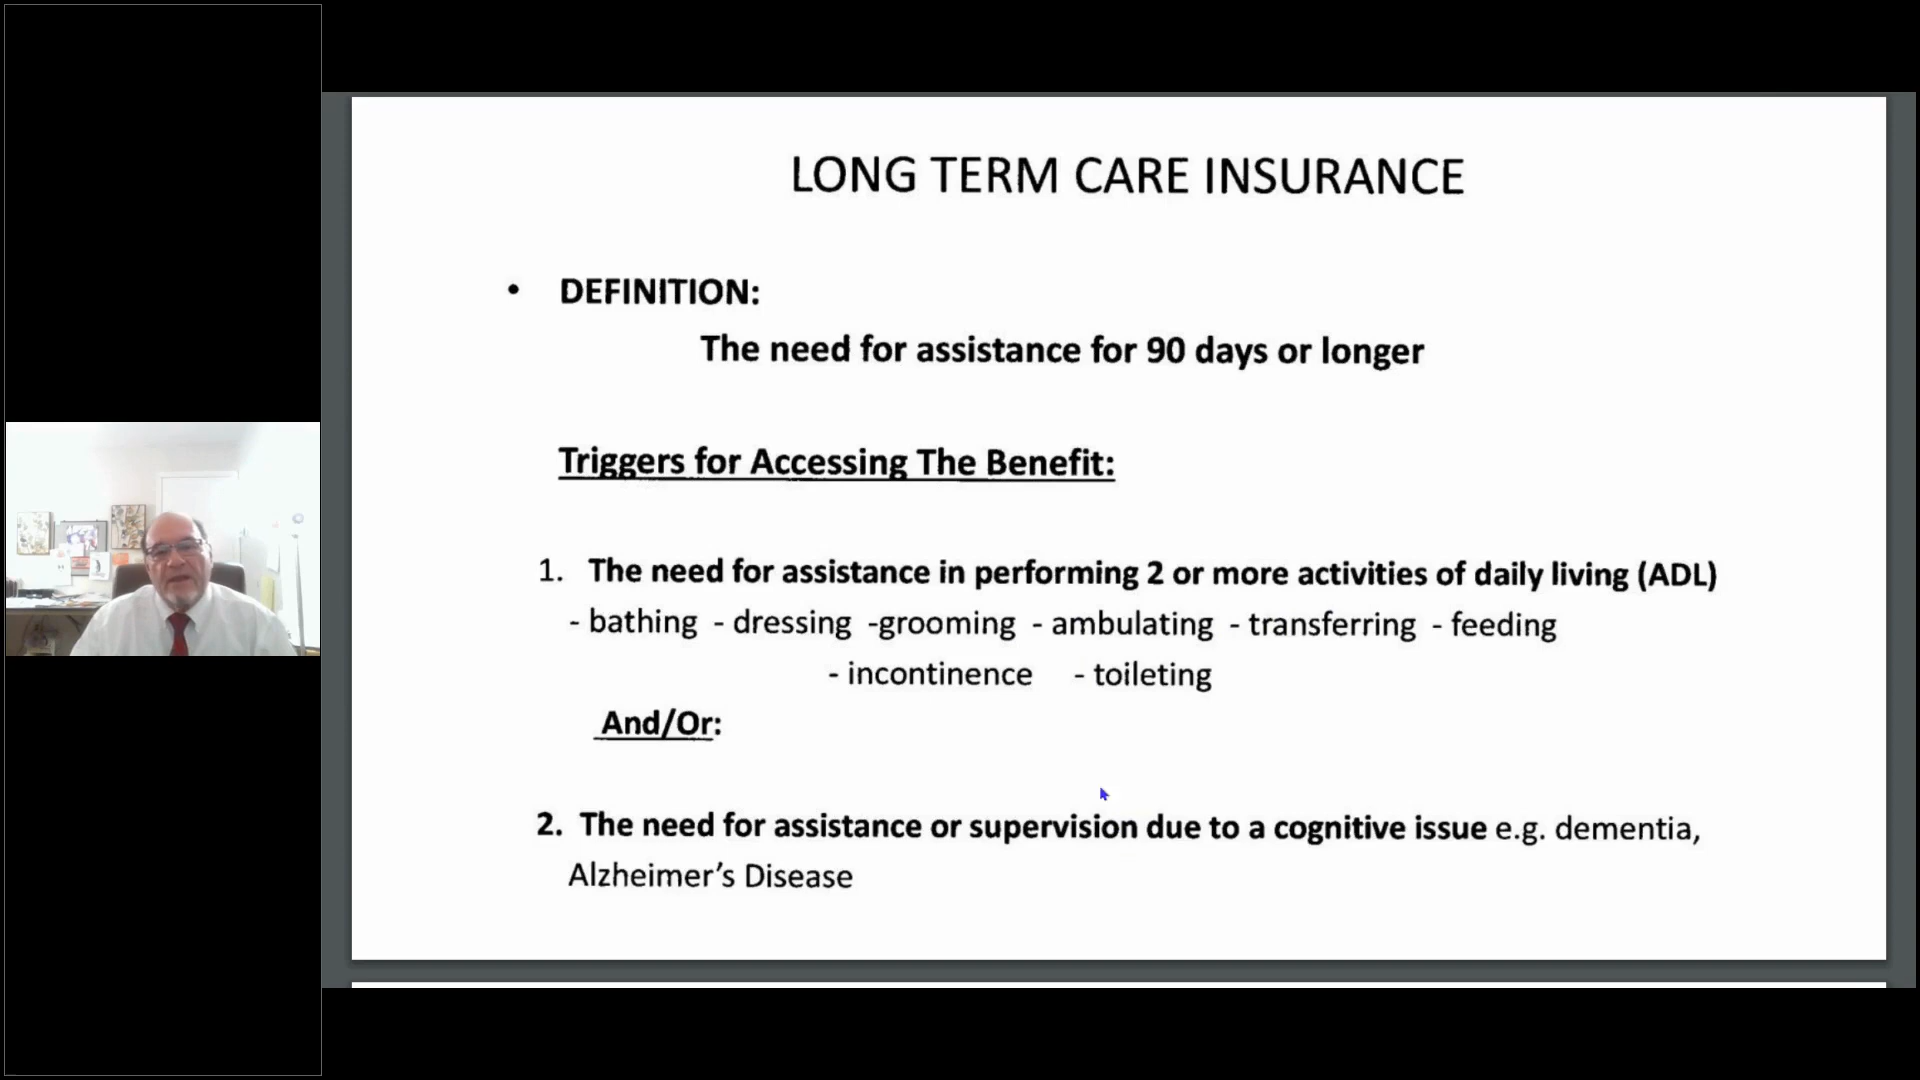 LONG TERM CARE INSURANCE
• DEFINITION:
The need for assistance for 90 days or longer
Triggers for Accessing The Benefit:
1. The need for assistance in performing 2 or more activities of daily living (ADL)
- bathing - dressing -grooming - ambulating - transferring - feeding
- incontinence - toileting
And/Or:
2. The need for assistance or supervision due to a cognitive issue e.g. dementia,
Alzheimer’s Disease